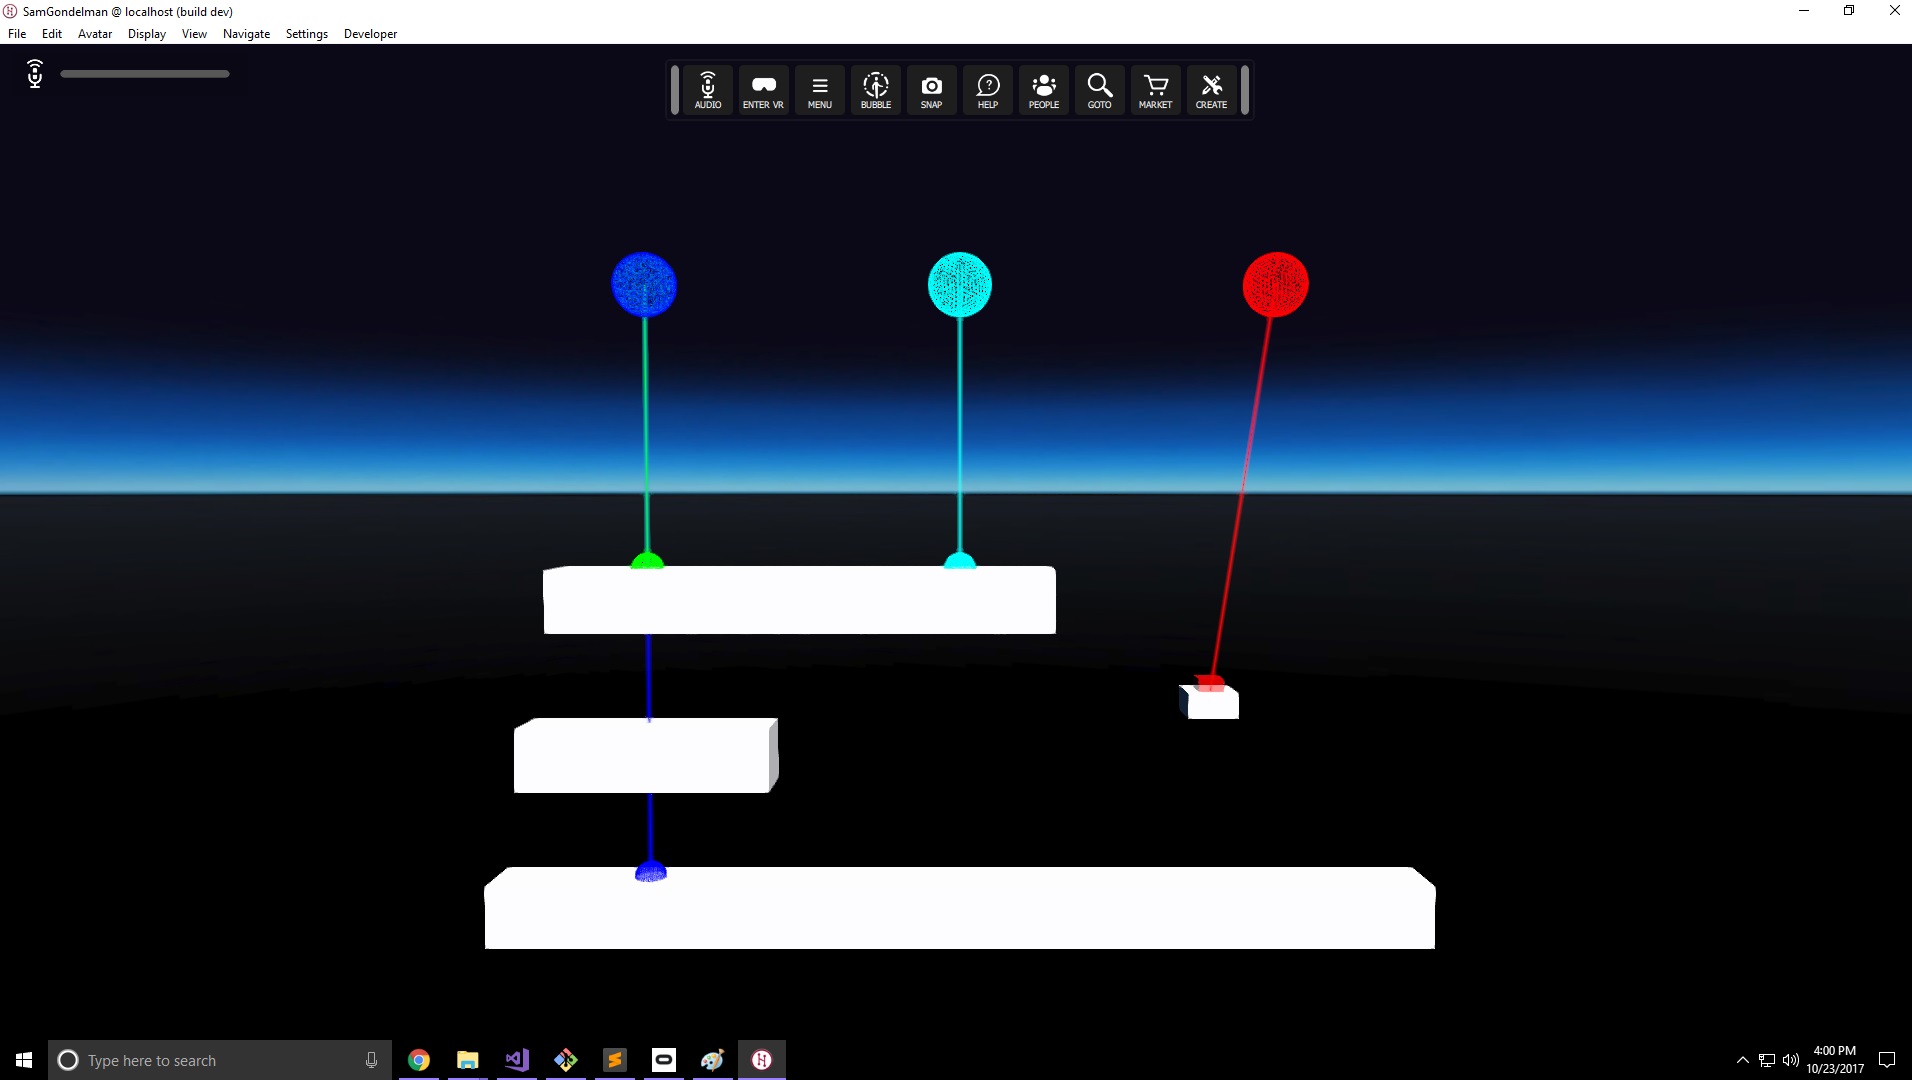 SamGondelman @ localhost (build dev)
File Edit Avatar Display View Navigate Settings Developer
AUDIO ENTER VR MENU BUBBLE SNAP HELP PEOPLE GOTO MARKET CREATE
Type here to search
4:00 PM
10/23/2017